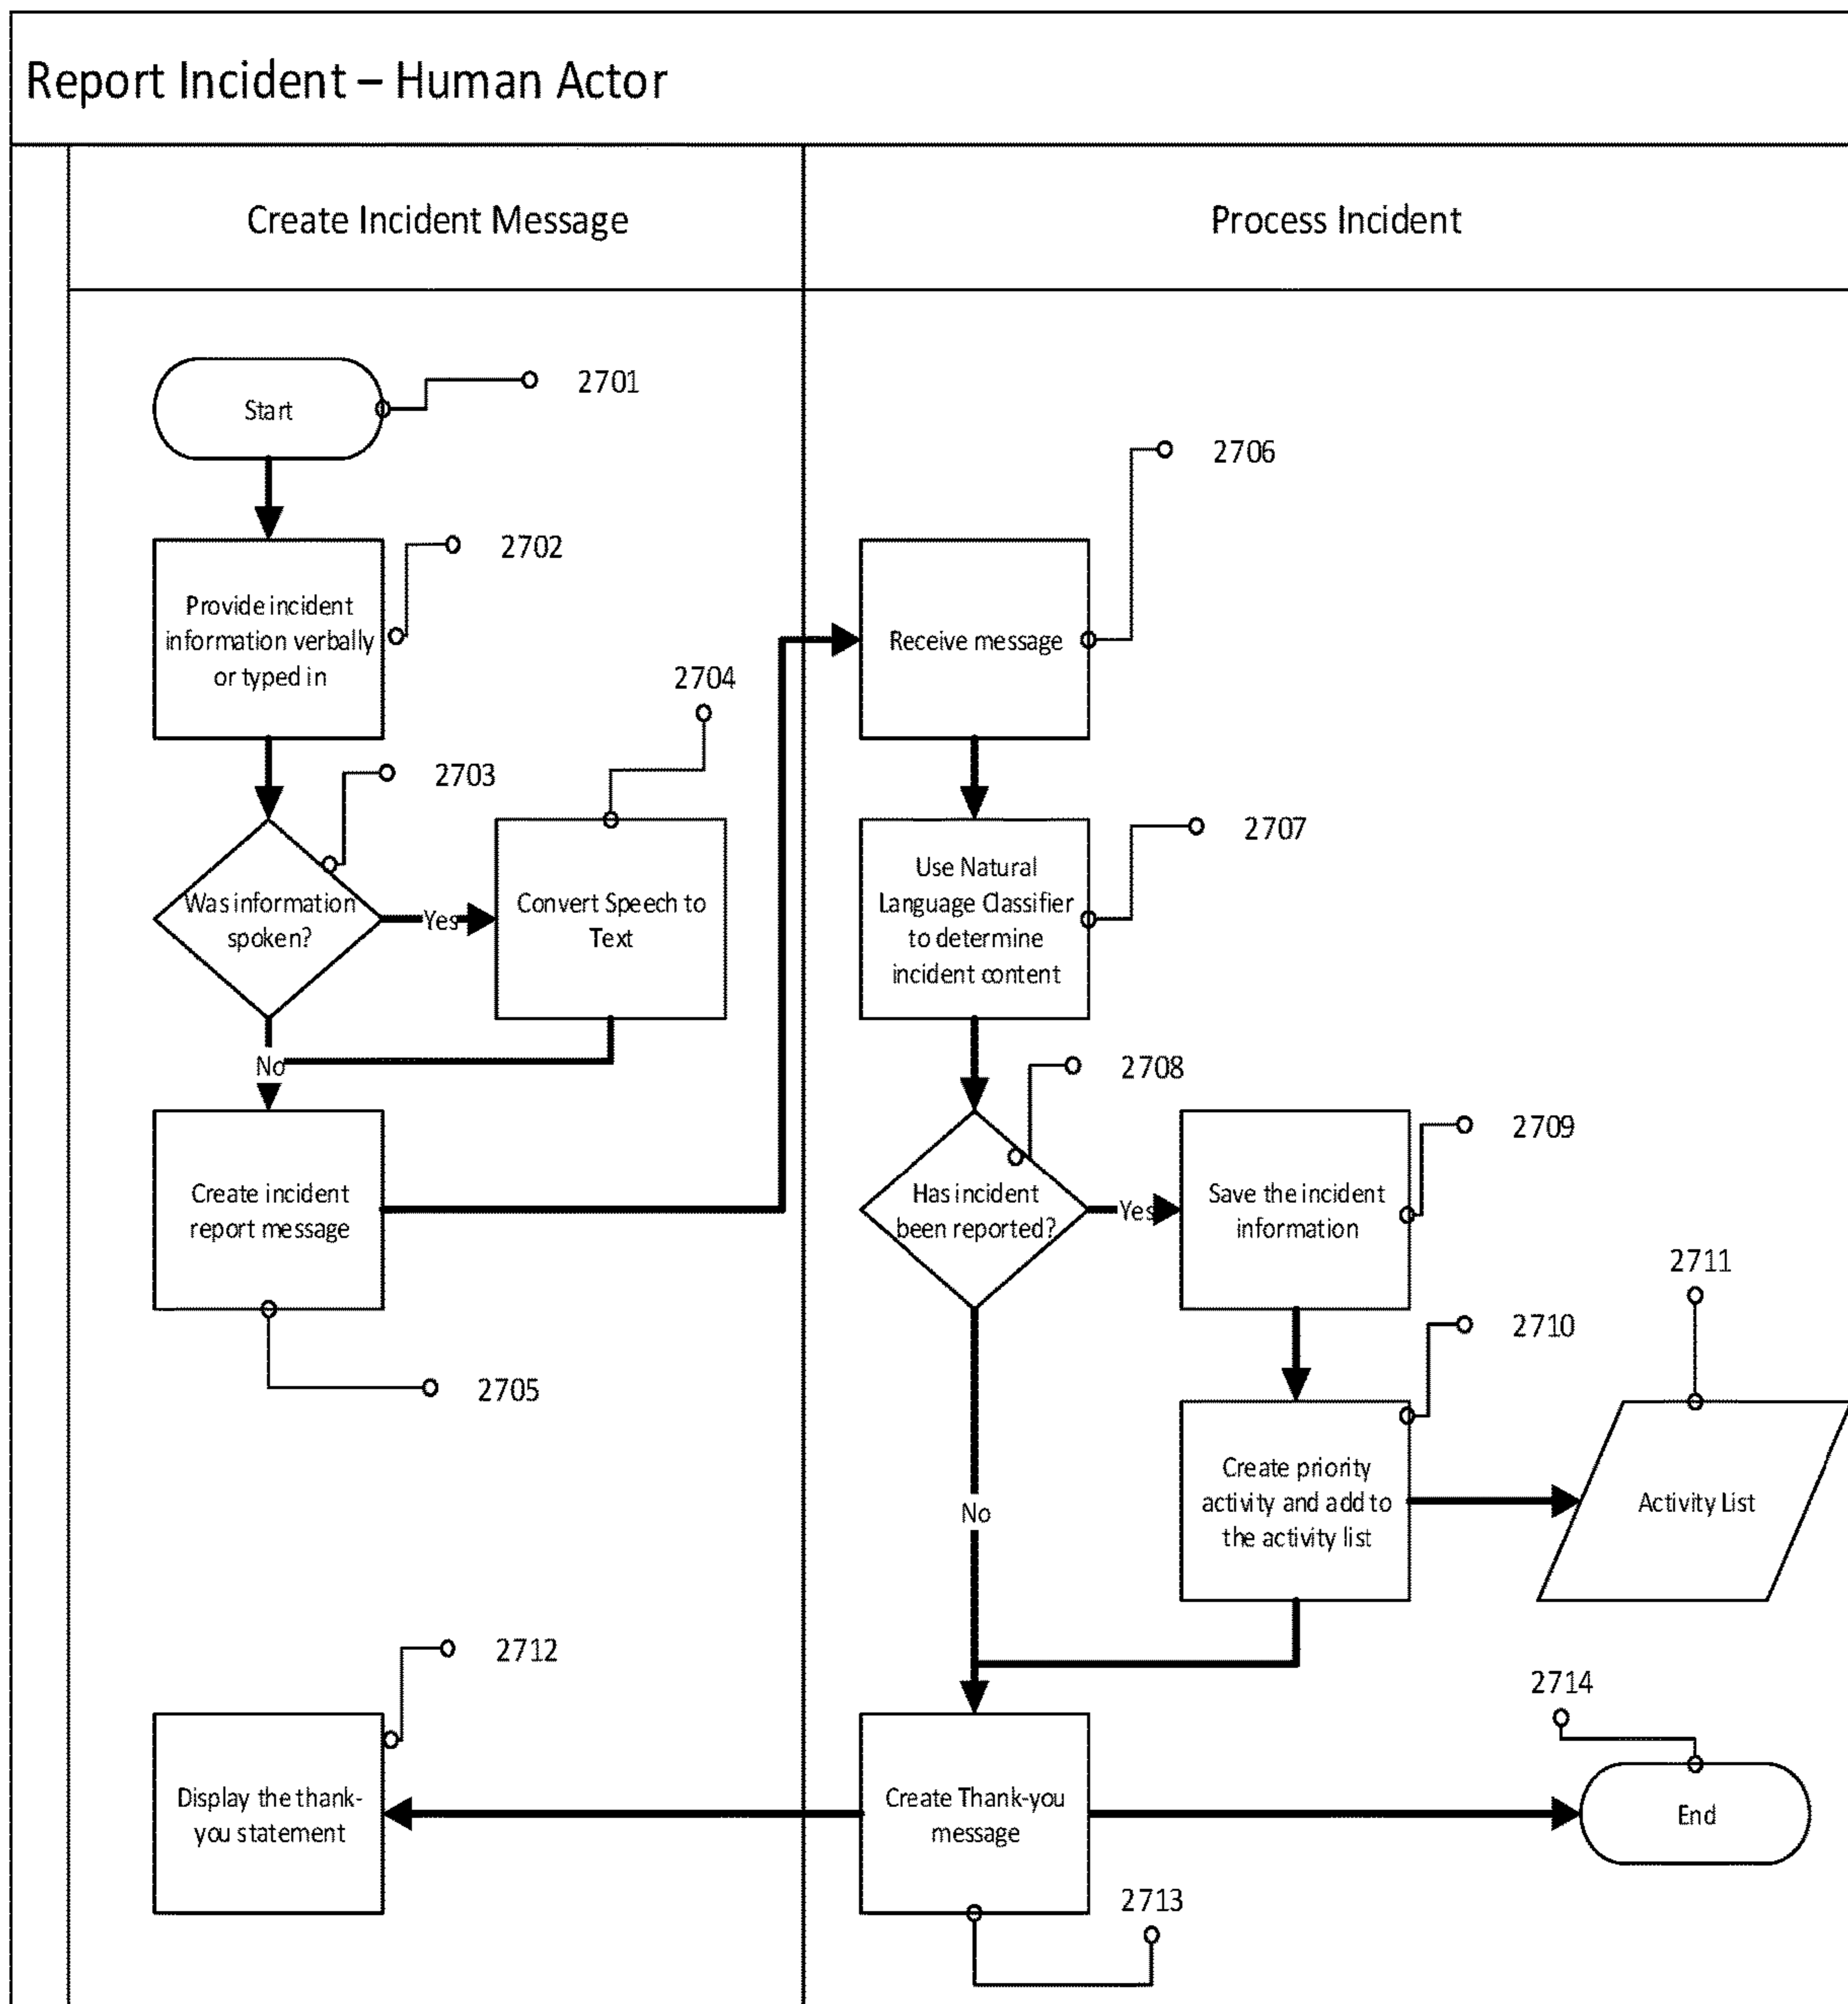 Report Incident – Human Actor
Create Incident Message
Process Incident
Start
2701
2706
Provide incident
information verbally
or typed in
2702
Receive message
2704
2703
Was information
spoken?
Yes
Convert Speech to
Text
Use Natural
Language Classifier
to determine
incident content
2707
No
2708
Create incident
report message
Has incident
been reported?
Yes
Save the incident
information
2709
2705
2710
2711
No
Create priority
activity and add to
the activity list
Activity List
2712
2714
Display the thank-
you statement
Create Thank-you
message
End
2713